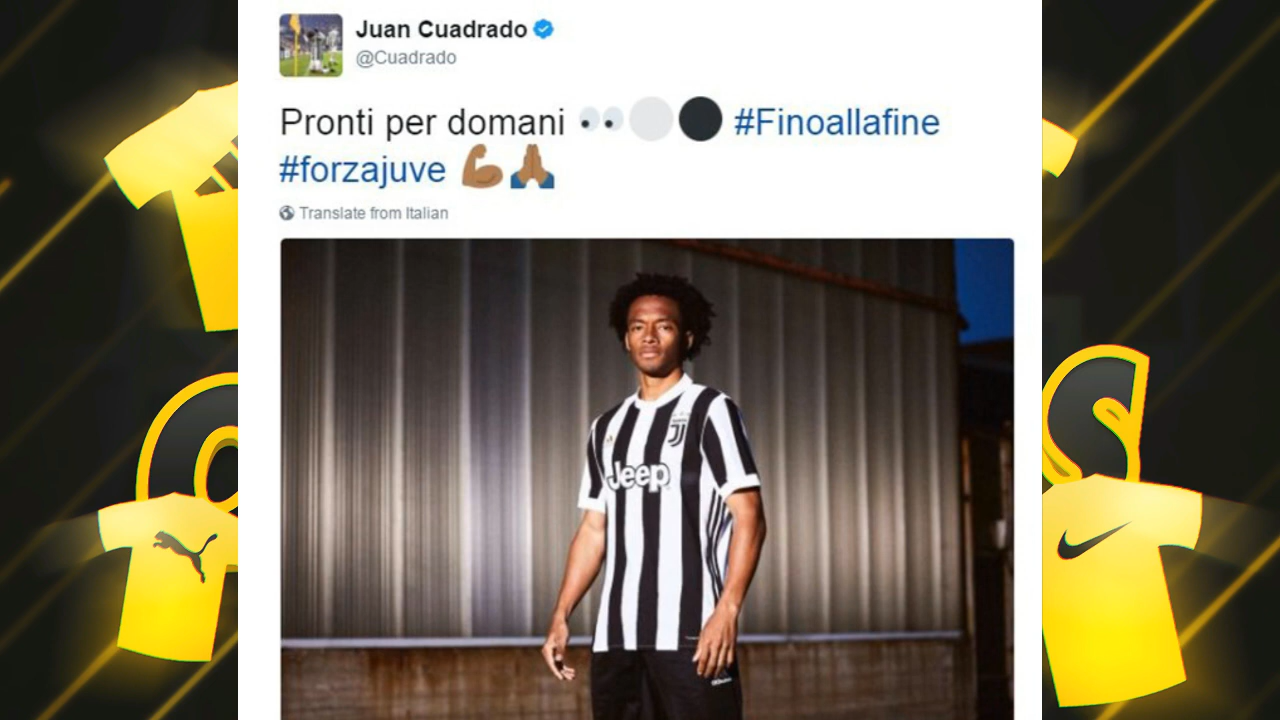 Juan Cuadrado
@Cuadrado
Pronti per domani 👀⚪⚫ #Finoallafine
#forzajuve 💪🏽🙏🏽
Translate from Italian
Jeep